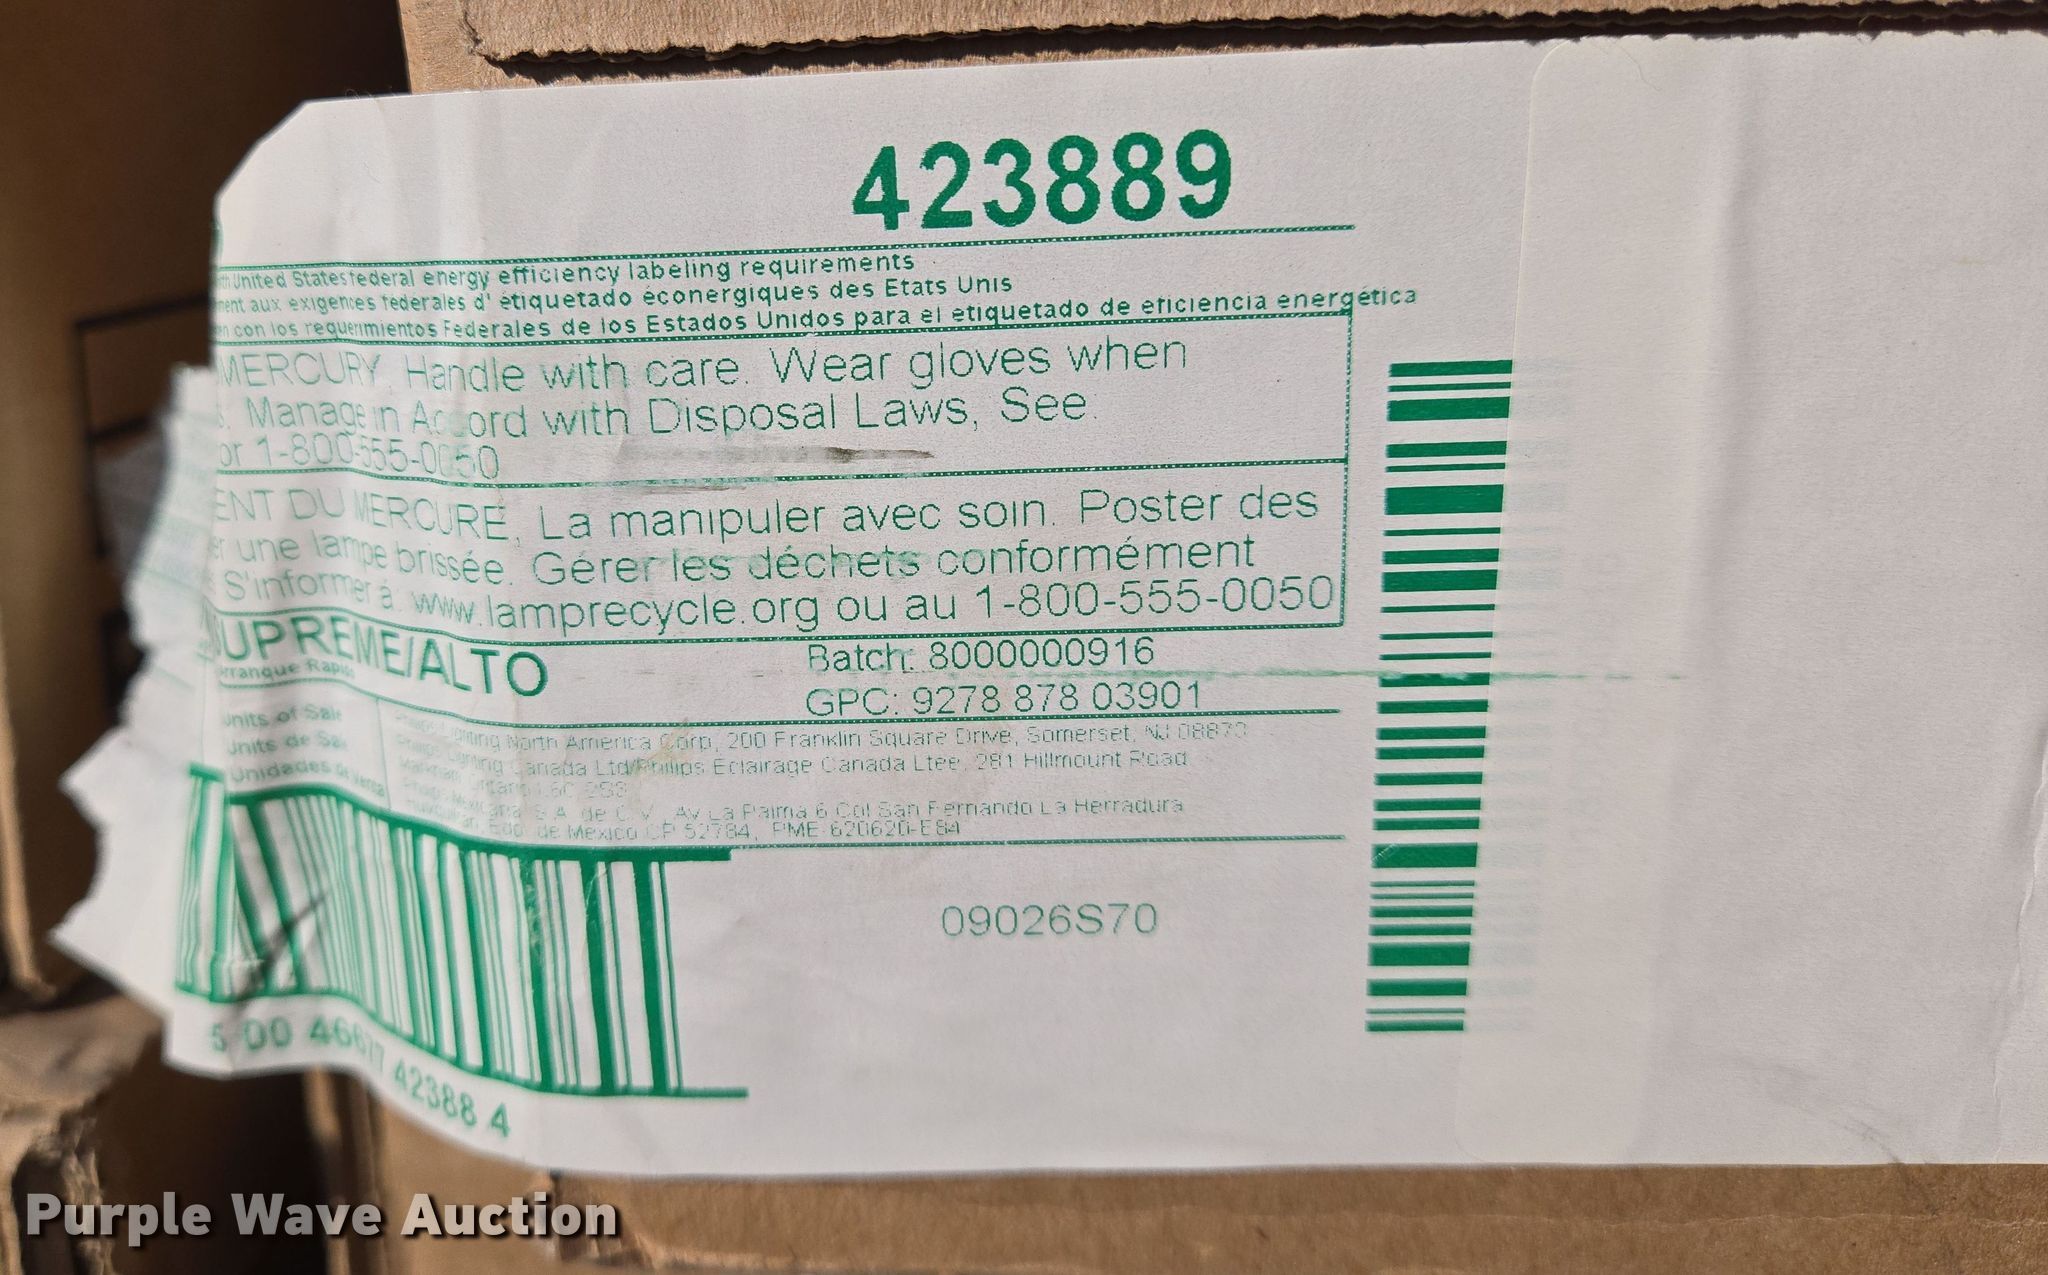 423889
United States federal energy efficiency labeling requirements
ment aux exigences federales d' étiquetado éconergiques des Etats Unis
con los requerimientos Federales de los Estados Unidos para el etiquetado de eficiencia energética
MERCURY. Handle with care. Wear gloves when
Manage in Accord with Disposal Laws, See
or 1-800-555-0050
ENT DU MERCURE, La manipuler avec soin. Poster des
er une lampe brissée. Gérer les déchets conformément
S'informer à: www.lamprecycle.org ou au 1-800-555-0050
SUPREME/ALTO
Arranque Rapido
Batch: 8000000916
GPC: 9278 878 03901
Units of Sale
Units de Sal
Unidades de Venta
Philips Lighting North America Corp, 200 Franklin Square Drive, Somerset, NJ 08873
Philips Lighting Canada Ltd/Philips Eclairage Canada Ltee, 281 Hillmount Road
Markham, Ontario L6C 2S3
Philips Mexicana S.A. de C.V. Av La Palma 6 Col San Fernando La Herradura
Huixquilucan, Edo de Mexico CP 52784, PME-620620-E84
09026S70
5 00 46677 42388 4
Purple Wave Auction